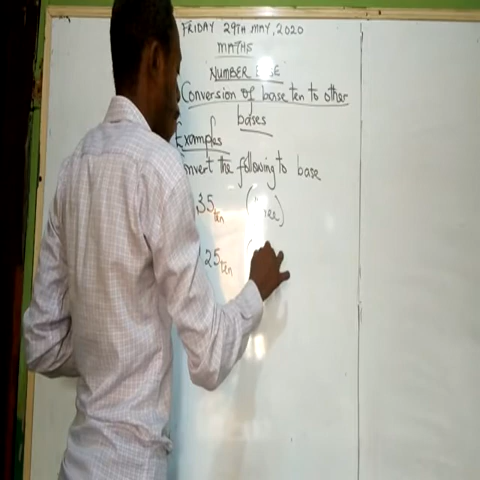 FRIDAY 29TH MAY, 2020
MATHS
NUMBER
Conversion of base ten to other
bases
Examples
the following to base
35ten
25ten